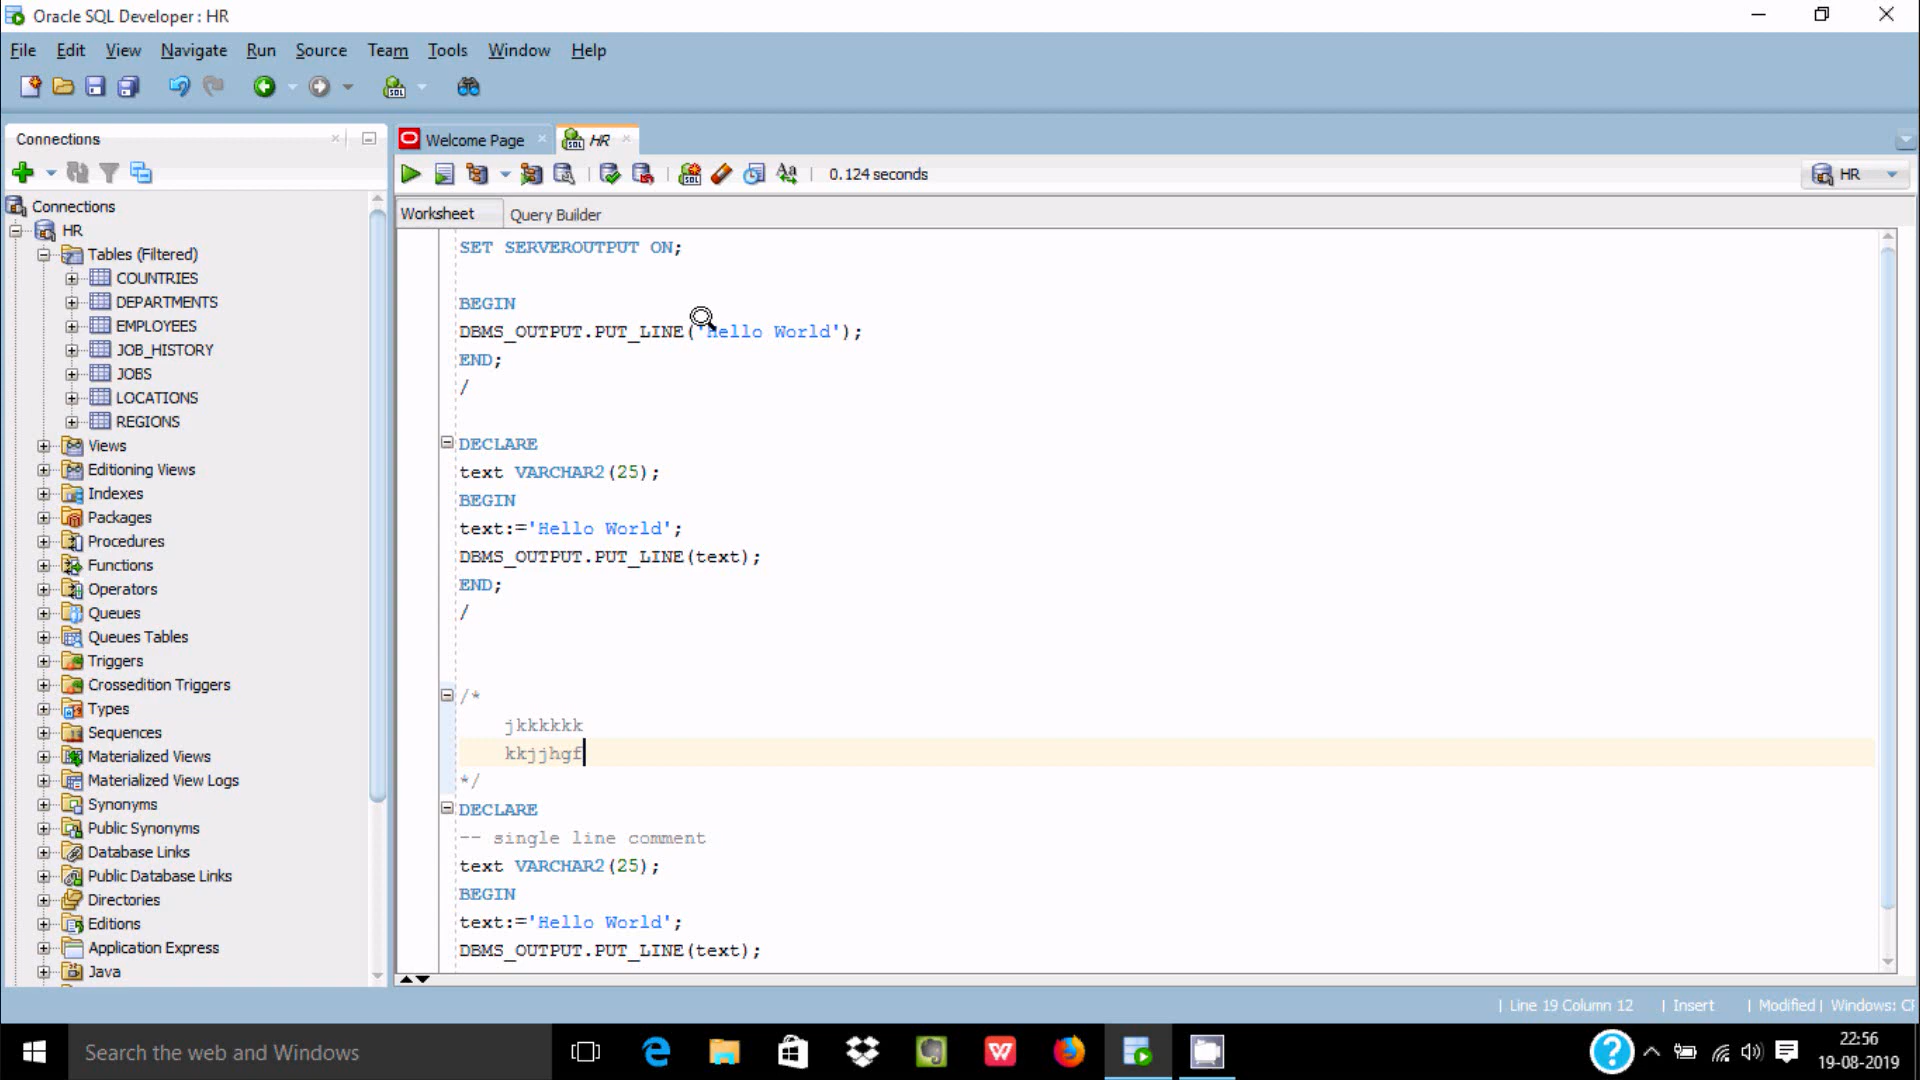 Oracle SQL Developer : HR
File Edit View Navigate Run Source Team Tools Window Help
Connections
Welcome Page
HR
0.124 seconds
HR
Worksheet
Query Builder
Connections
HR
Tables (Filtered)
COUNTRIES
DEPARTMENTS
EMPLOYEES
JOB_HISTORY
JOBS
LOCATIONS
REGIONS
Views
Editioning Views
Indexes
Packages
Procedures
Functions
Operators
Queues
Queues Tables
Triggers
Crossedition Triggers
Types
Sequences
Materialized Views
Materialized View Logs
Synonyms
Public Synonyms
Database Links
Public Database Links
Directories
Editions
Application Express
Java
SET SERVEROUTPUT ON;
BEGIN
DBMS_OUTPUT.PUT_LINE('Hello World');
END;
/
DECLARE
text VARCHAR2(25);
BEGIN
text:='Hello World';
DBMS_OUTPUT.PUT_LINE(text);
END;
/
/*
jkkkkkk
kkjjhgf
*/
DECLARE
-- single line comment
text VARCHAR2(25);
BEGIN
text:='Hello World';
DBMS_OUTPUT.PUT_LINE(text);
| Line 19 Column 12 | Insert | Modified | Windows: CF
Search the web and Windows
22:56
19-08-2019